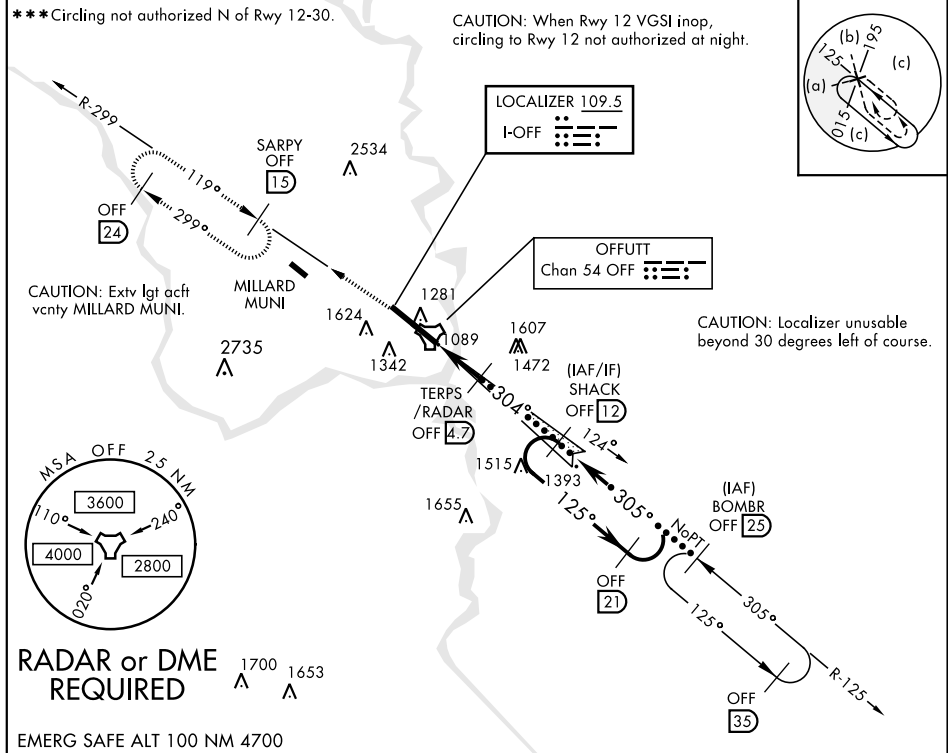 ***Circling not authorized N of Rwy 12-30.
CAUTION: When Rwy 12 VGSI inop,
circling to Rwy 12 not authorized at night.
(b)
195
125
(c)
(a)
015
(c)
LOCALIZER 109.5
I-OFF
R-299
SARPY
OFF
15
2534
119°
299°
OFF
24
MILLARD
MUNI
CAUTION: Extv lgt acft
vcnty MILLARD MUNI.
OFFUTT
Chan 54 OFF
1281
1624
1089
1342
1607
1472
2735
CAUTION: Localizer unusable
beyond 30 degrees left of course.
TERPS
/RADAR
OFF 4.7
304°
(IAF/IF)
SHACK
OFF 12
124°
1515
1393
1655
125°
305°
NoPT
(IAF)
BOMBR
OFF 25
OFF
21
125°
305°
R-125
OFF
35
MSA OFF 25 NM
3600
110°
240°
4000
2800
020°
RADAR or DME
REQUIRED
1700
1653
EMERG SAFE ALT 100 NM 4700